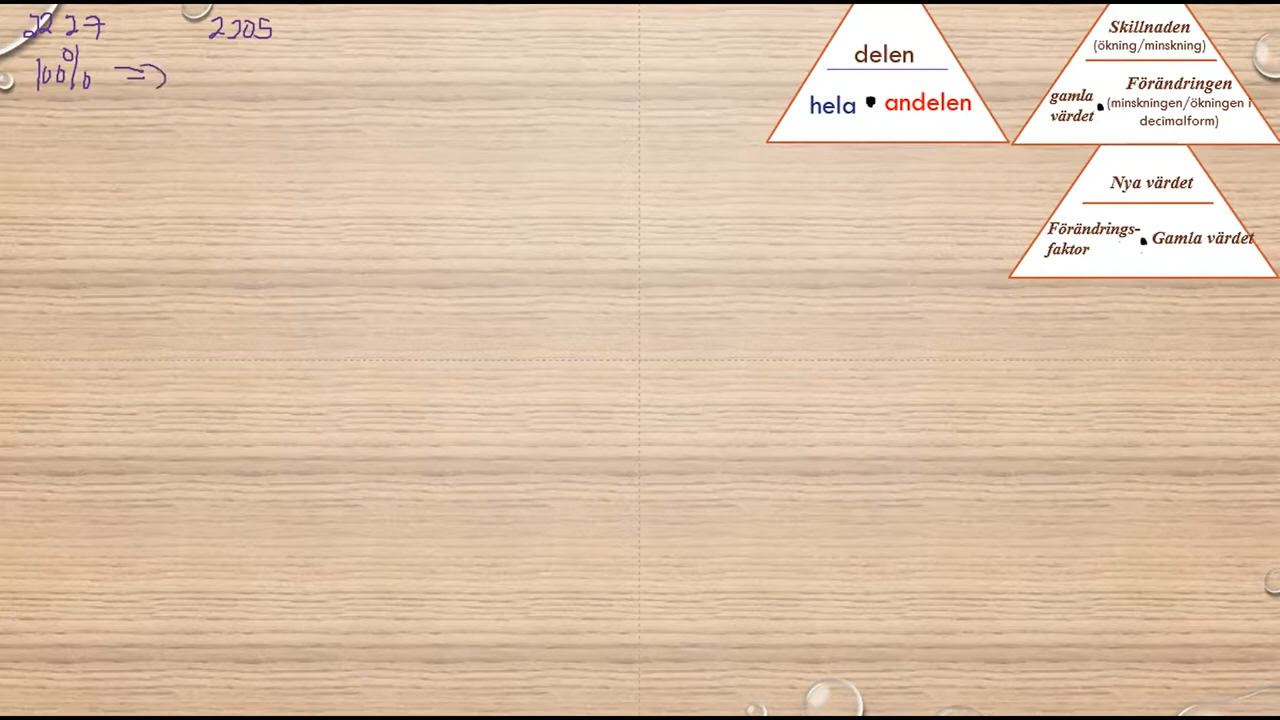 2227 2205
100% =>
delen
hela • andelen
Skillnaden
(ökning/minskning)
gamla värdet • Förändringen
(minskningen/ökningen i decimalform)
Nya värdet
Förändrings-
faktor • Gamla värdet